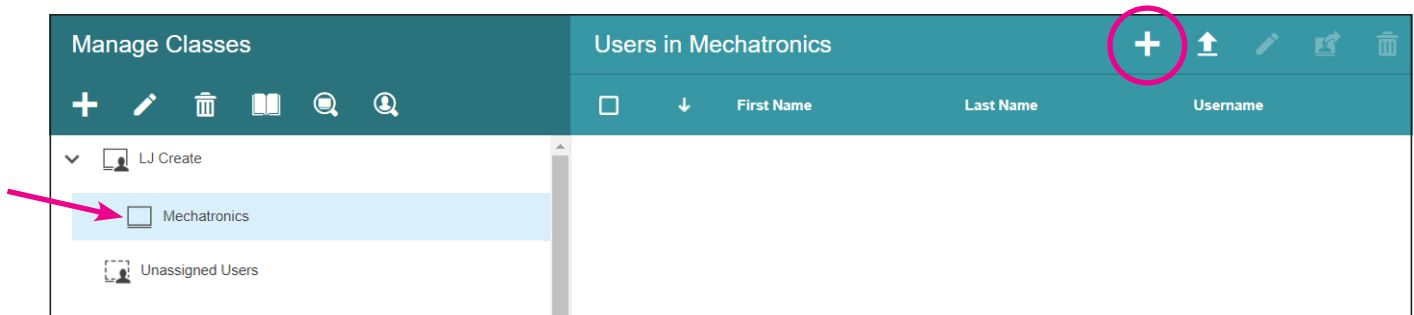 Manage Classes
Users in Mechatronics
First Name Last Name Username
LJ Create
Mechatronics
Unassigned Users